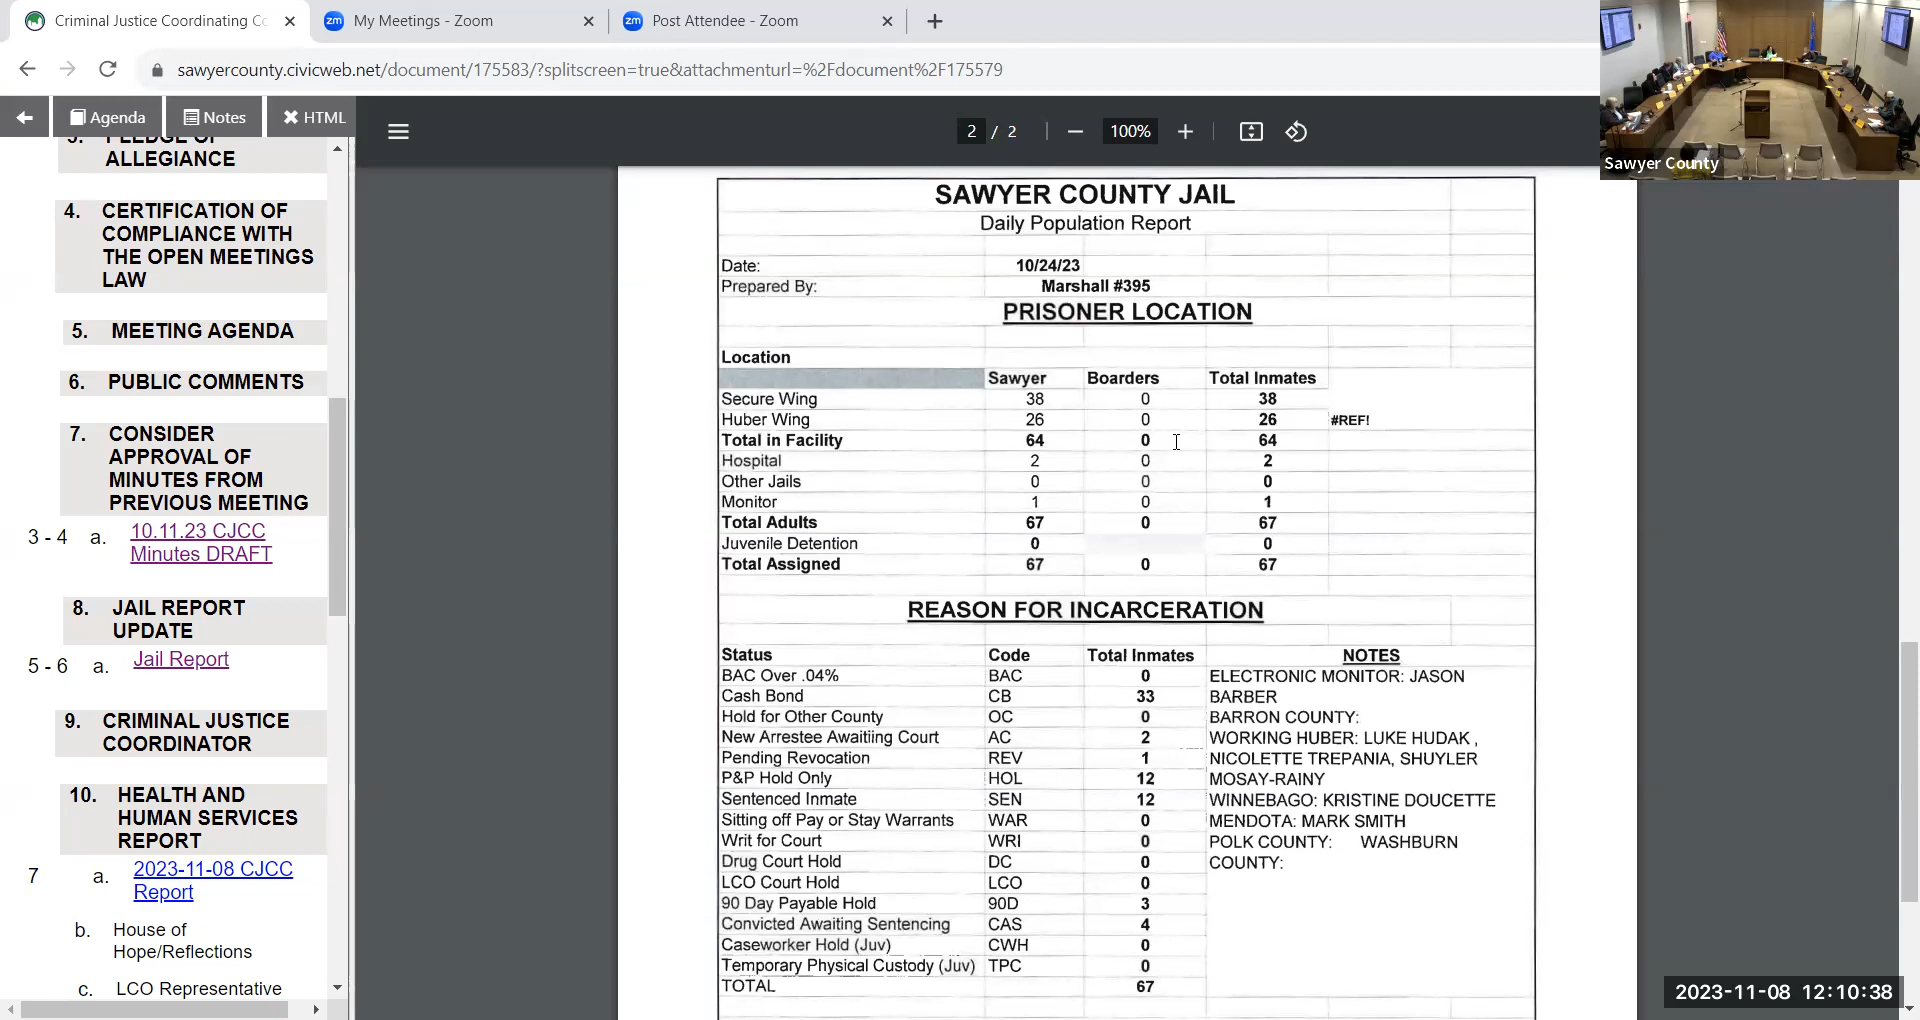 Criminal Justice Coordinating Cc
My Meetings - Zoom
Post Attendee - Zoom
sawyercounty.civicweb.net/document/175583/?splitscreen=true&attachmenturl=%2Fdocument%2F175579
Agenda
Notes
HTML
2 / 2
100%
Sawyer County
3. PLEDGE OF
ALLEGIANCE
4. CERTIFICATION OF
COMPLIANCE WITH
THE OPEN MEETINGS
LAW
5. MEETING AGENDA
6. PUBLIC COMMENTS
7. CONSIDER
APPROVAL OF
MINUTES FROM
PREVIOUS MEETING
3 - 4 a. 10.11.23 CJCC
Minutes DRAFT
8. JAIL REPORT
UPDATE
5 - 6 a. Jail Report
9. CRIMINAL JUSTICE
COORDINATOR
10. HEALTH AND
HUMAN SERVICES
REPORT
7 a. 2023-11-08 CJCC
Report
b. House of
Hope/Reflections
c. LCO Representative
SAWYER COUNTY JAIL
Daily Population Report
Date: 10/24/23
Prepared By: Marshall #395
PRISONER LOCATION
Location
Sawyer Boarders Total Inmates
Secure Wing 38 0 38
Huber Wing 26 0 26 #REF!
Total in Facility 64 0 64
Hospital 2 0 2
Other Jails 0 0 0
Monitor 1 0 1
Total Adults 67 0 67
Juvenile Detention 0 0
Total Assigned 67 0 67
REASON FOR INCARCERATION
Status Code Total Inmates NOTES
BAC Over .04% BAC 0 ELECTRONIC MONITOR: JASON
Cash Bond CB 33 BARBER
Hold for Other County OC 0 BARRON COUNTY:
New Arrestee Awaitiing Court AC 2 WORKING HUBER: LUKE HUDAK ,
Pending Revocation REV 1 NICOLETTE TREPANIA, SHUYLER
P&P Hold Only HOL 12 MOSAY-RAINY
Sentenced Inmate SEN 12 WINNEBAGO: KRISTINE DOUCETTE
Sitting off Pay or Stay Warrants WAR 0 MENDOTA: MARK SMITH
Writ for Court WRI 0 POLK COUNTY: WASHBURN
Drug Court Hold DC 0 COUNTY:
LCO Court Hold LCO 0
90 Day Payable Hold 90D 3
Convicted Awaiting Sentencing CAS 4
Caseworker Hold (Juv) CWH 0
Temporary Physical Custody (Juv) TPC 0
TOTAL 67
2023-11-08 12:10:38